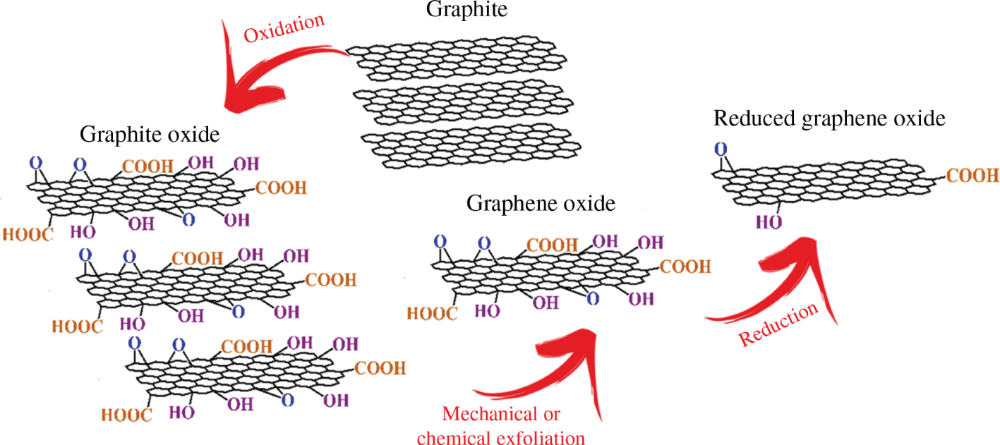 Graphite
Oxidation
Graphite oxide
O O COOH OH OH
COOH
HOOC HO OH O OH
O O COOH OH OH
COOH
HOOC HO OH O OH
O O COOH OH OH
COOH
HOOC HO OH O OH
Mechanical or
chemical exfoliation
Graphene oxide
O O COOH OH OH
COOH
HOOC HO OH O OH
Reduction
Reduced graphene oxide
O
COOH
HO